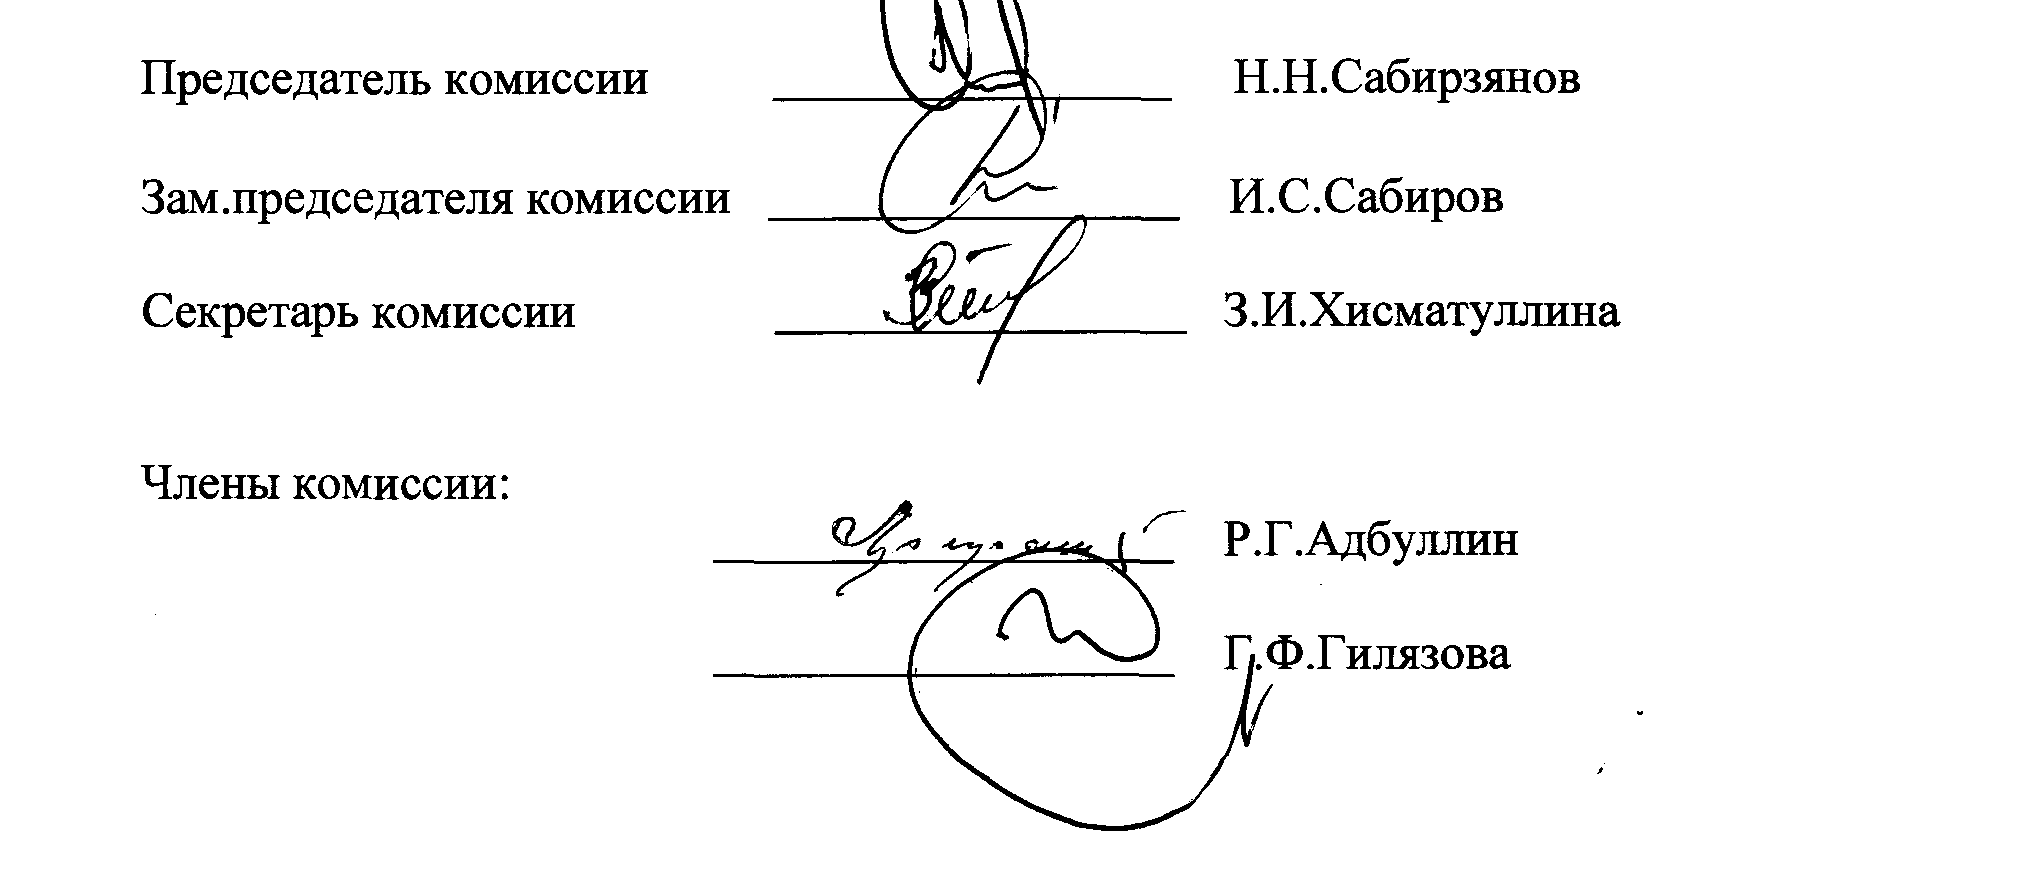 Председатель комиссии Н.Н.Сабирзянов
Зам.председателя комиссии И.С.Сабиров
Секретарь комиссии З.И.Хисматуллина
Члены комиссии:
Р.Г.Адбуллин
Г.Ф.Гилязова